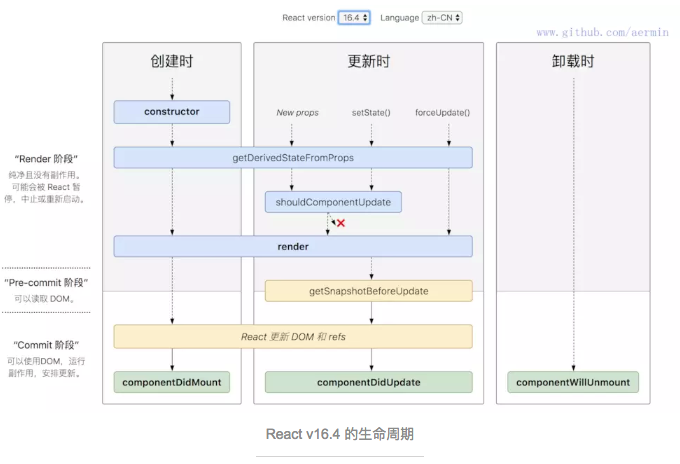 React version 16.4 Language zh-CN
www.github.com/aermin
创建时 更新时 卸载时
constructor
New props setState() forceUpdate()
“Render 阶段”
纯净且没有副作用。
可能会被 React 暂
停，中止或重新启动。
getDerivedStateFromProps
shouldComponentUpdate
render
“Pre-commit 阶段”
可以读取 DOM。
getSnapshotBeforeUpdate
“Commit 阶段”
可以使用DOM，运行
副作用，安排更新。
React 更新 DOM 和 refs
componentDidMount componentDidUpdate componentWillUnmount
React v16.4 的生命周期